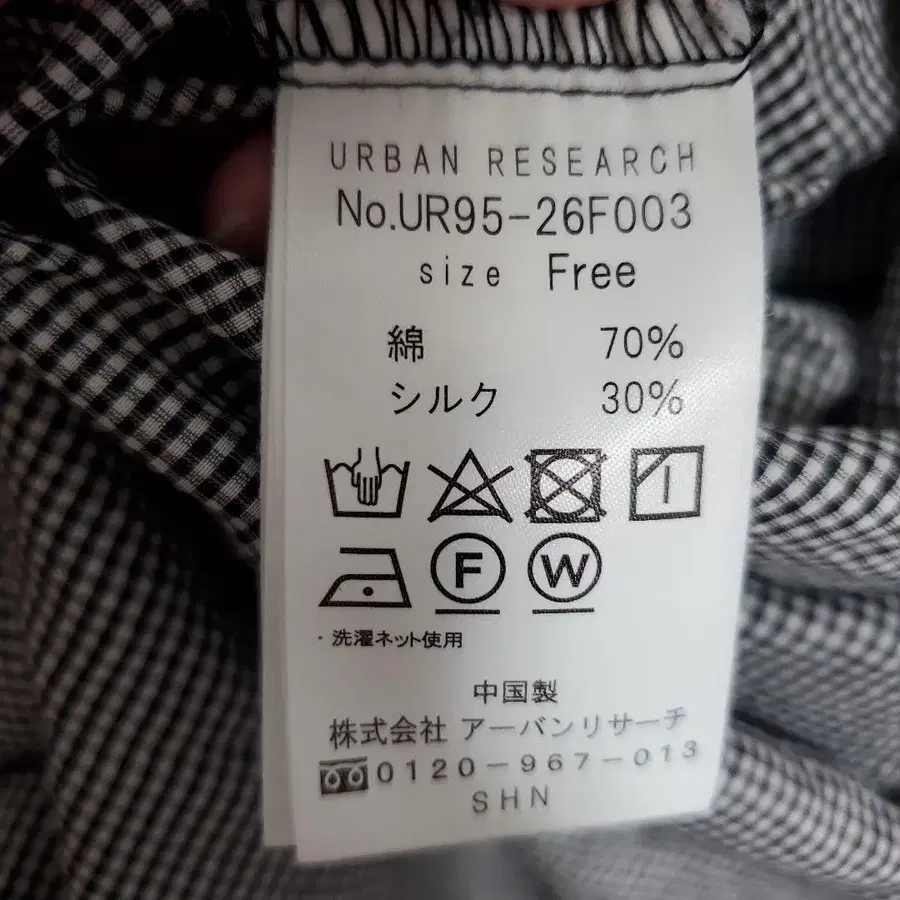 URBAN RESEARCH
No.UR95-26F003
size Free
綿 70%
シルク 30%
F W
・洗濯ネット使用
中国製
株式会社 アーバンリサーチ
0120-967-013
SHN